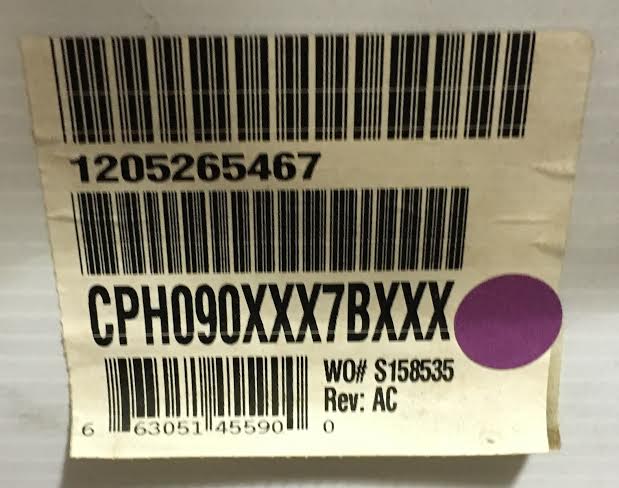 1205265467
CPH090XXX7BXXX
WO# S158535
Rev: AC
6 63051 45590 0